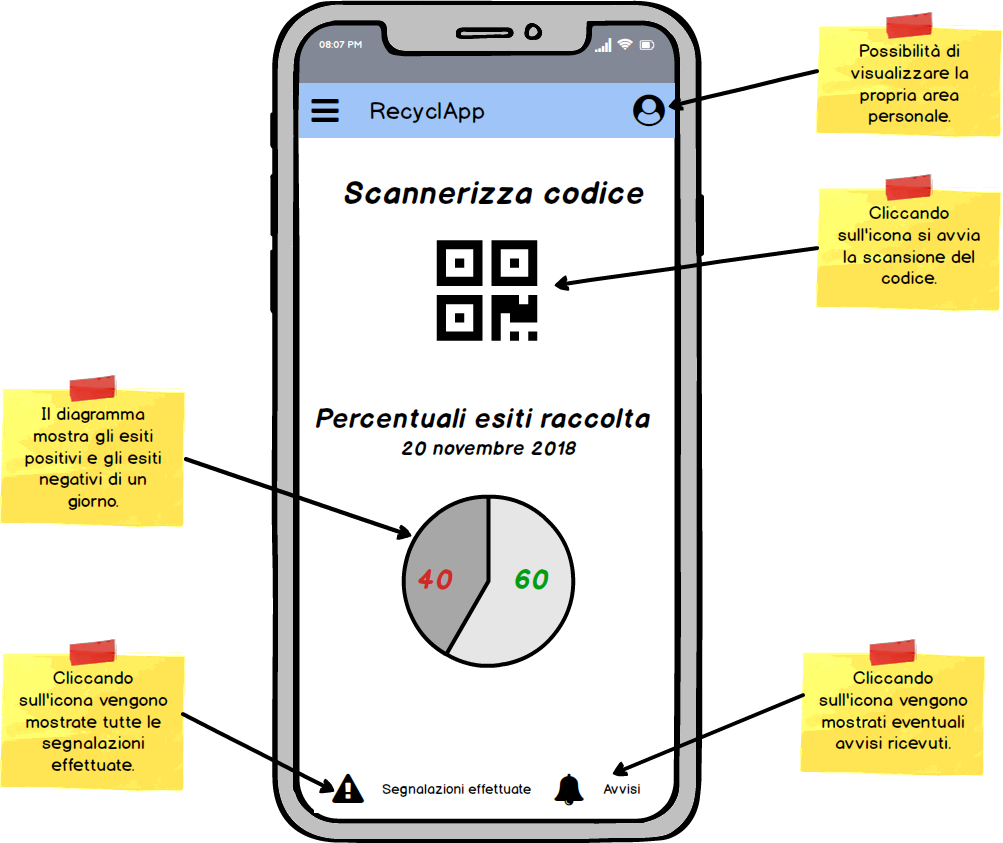 08:07 PM
RecyclApp
Possibilità di
visualizzare la
propria area
personale.
Scannerizza codice
Cliccando
sull'icona si avvia
la scansione del
codice.
Il diagramma
mostra gli esiti
positivi e gli esiti
negativi di un
giorno.
Percentuali esiti raccolta
20 novembre 2018
40
60
Cliccando
sull'icona vengono
mostrate tutte le
segnalazioni
effettuate.
Cliccando
sull'icona vengono
mostrati eventuali
avvisi ricevuti.
Segnalazioni effettuate
Avvisi